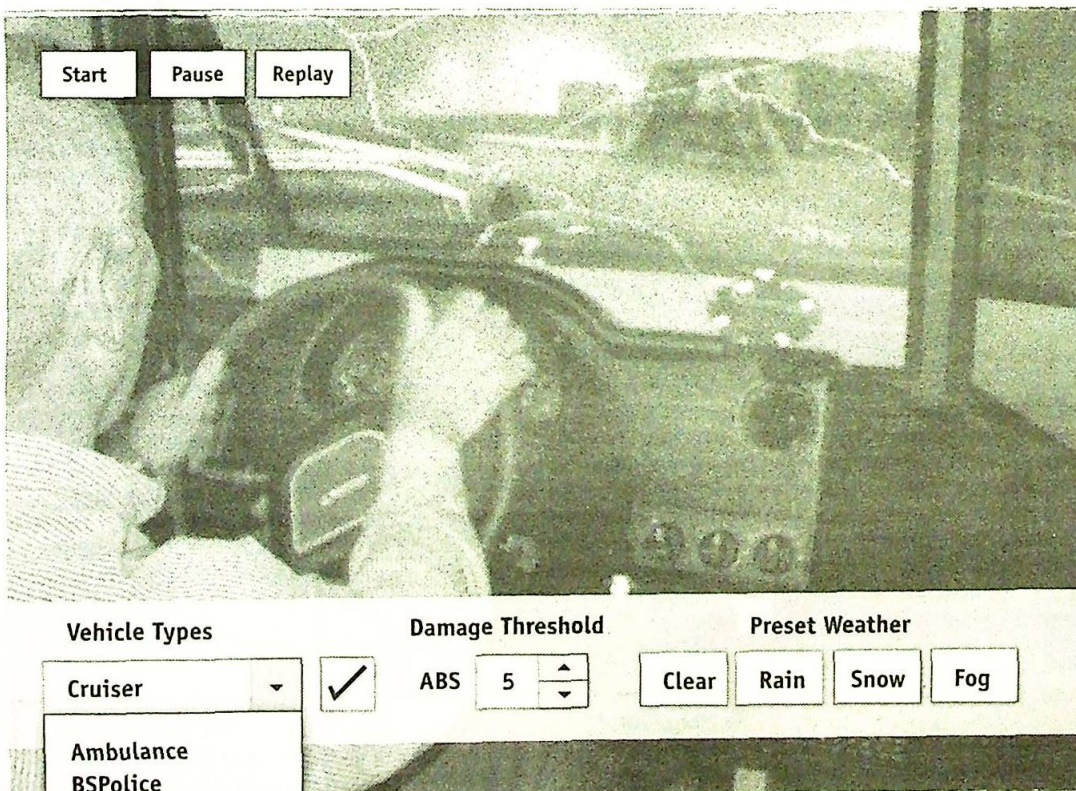 Start Pause Replay
Vehicle Types Damage Threshold Preset Weather
Cruiser ABS 5 Clear Rain Snow Fog
Ambulance
BSPolice